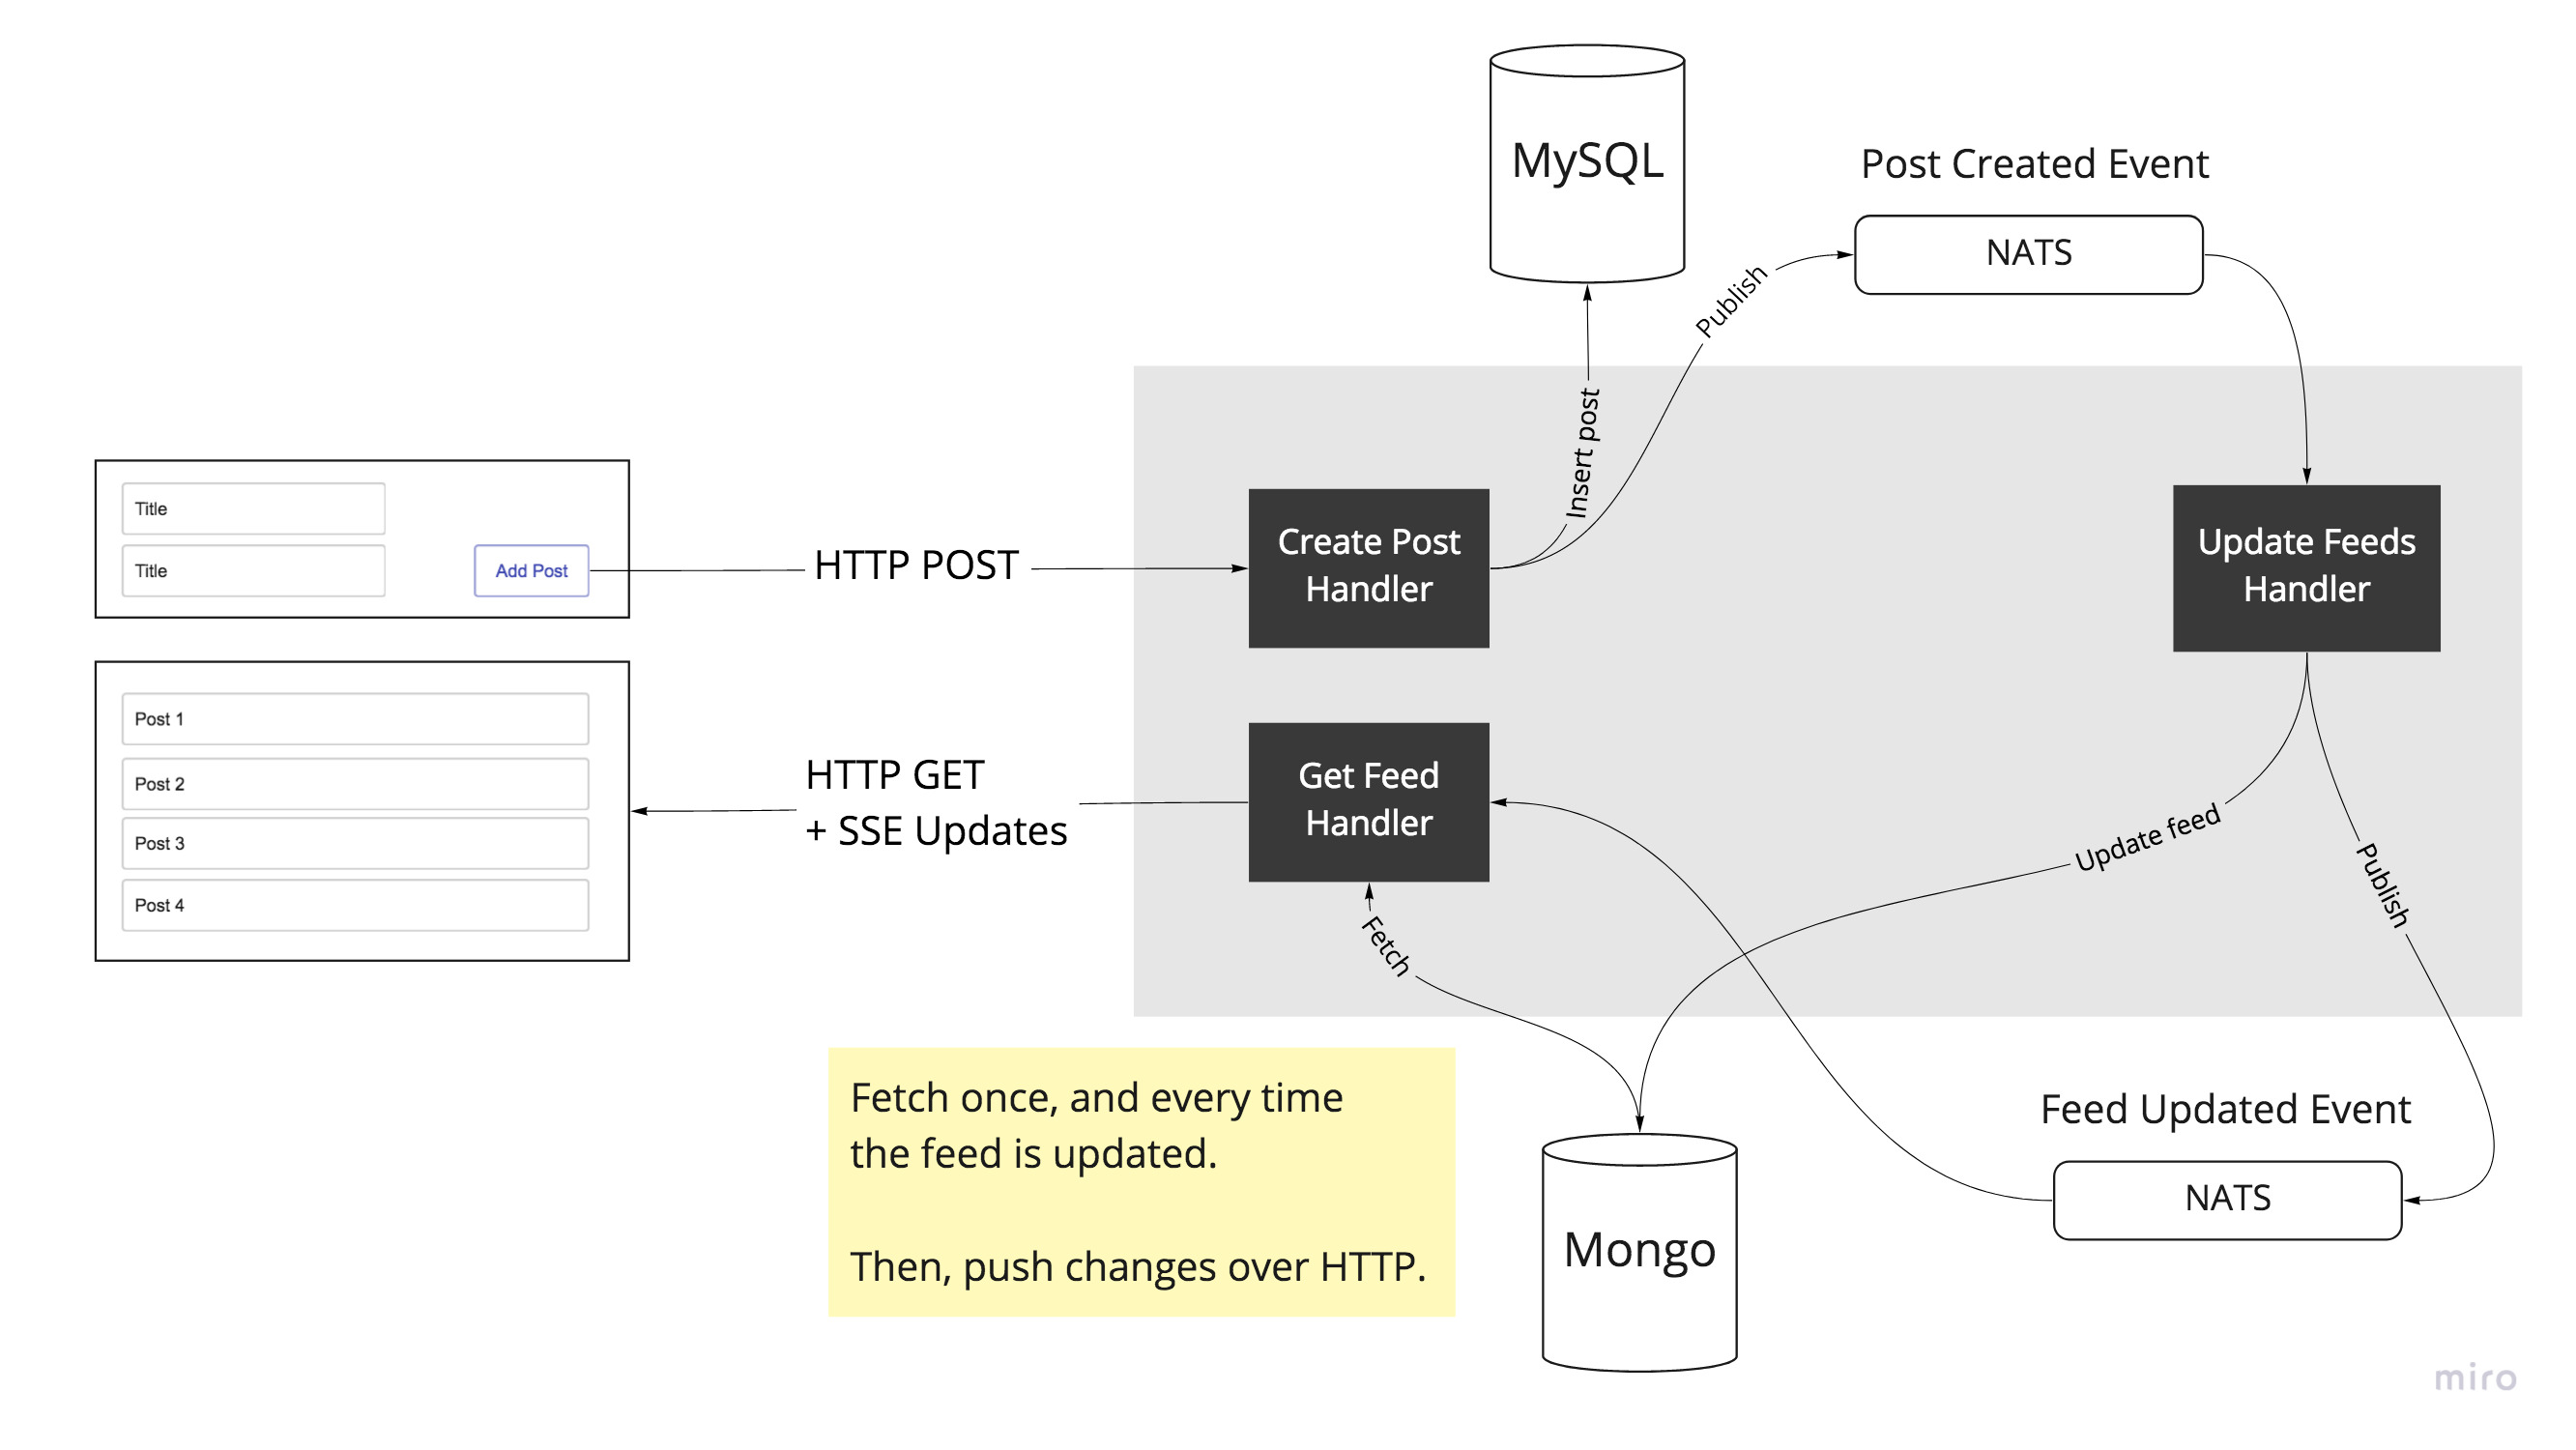 MySQL
Post Created Event
NATS
Publish
Insert post
Title
Title
Add Post
HTTP POST
Create Post
Handler
Update Feeds
Handler
Post 1
Post 2
Post 3
Post 4
HTTP GET
+ SSE Updates
Get Feed
Handler
Update feed
Publish
Fetch
Fetch once, and every time
the feed is updated.
Then, push changes over HTTP.
Mongo
Feed Updated Event
NATS
miro